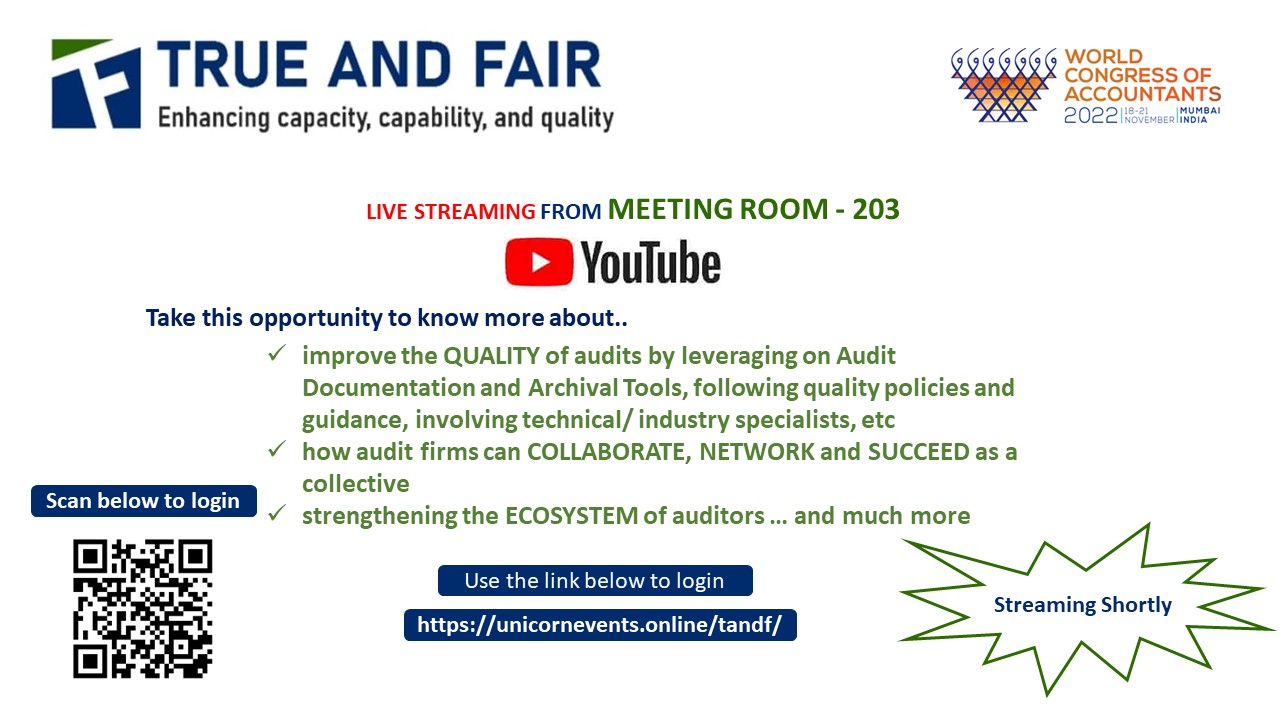 TRUE AND FAIR
Enhancing capacity, capability, and quality
WORLD
CONGRESS OF
ACCOUNTANTS
2022 18-21 NOVEMBER MUMBAI INDIA
LIVE STREAMING FROM MEETING ROOM - 203
YouTube
Take this opportunity to know more about..
✓ improve the QUALITY of audits by leveraging on Audit
Documentation and Archival Tools, following quality policies and
guidance, involving technical/ industry specialists, etc
✓ how audit firms can COLLABORATE, NETWORK and SUCCEED as a
collective
✓ strengthening the ECOSYSTEM of auditors … and much more
Scan below to login
Use the link below to login
https://unicornevents.online/tandf/
Streaming Shortly